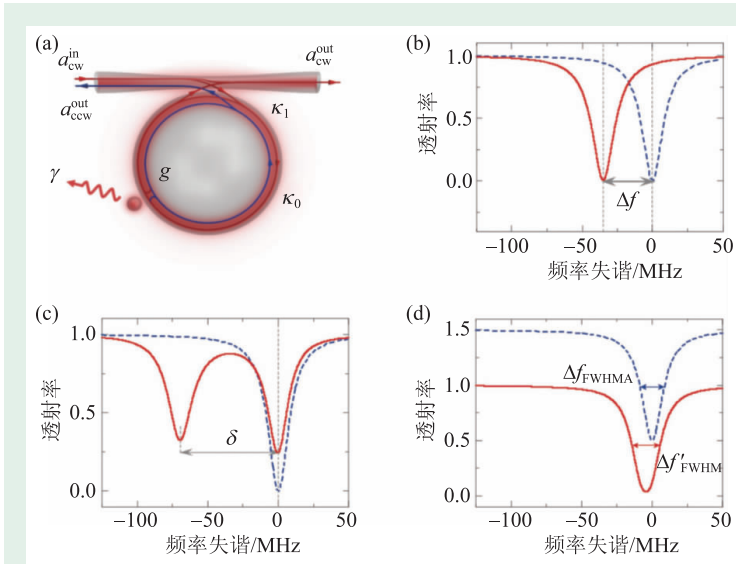 (a)
a_cw^in
a_cw^out
a_ccw^out
κ₁
g
γ
κ₀
(b)
1.0
0.5
0.0
透射率
Δf
−100 −50 0 50
频率失谐/MHz
(c)
1.0
0.5
0.0
透射率
δ
−100 −50 0 50
频率失谐/MHz
(d)
1.5
1.0
0.5
0.0
透射率
Δf_FWHMA
Δf′_FWHM
−100 −50 0 50
频率失谐/MHz